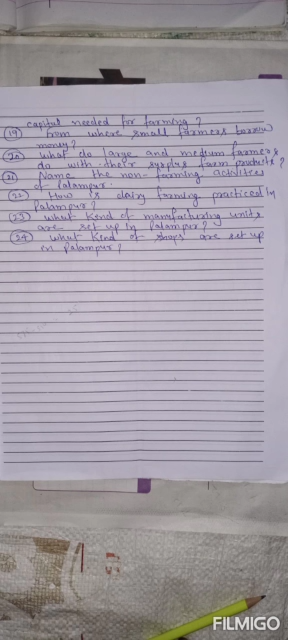 capital needed for farming?
(19) from where small farmers borrow
money?
(20) what do large and medium farmers
do with their surplus farm products?
(21) Name the non-farming activities
of Palampur.
(22) How is dairy farming practiced in
Palampur?
(23) what kind of manufacturing units
are set up in Palampur?
(24) what kind of shops are set up
in Palampur?
FILMIGO